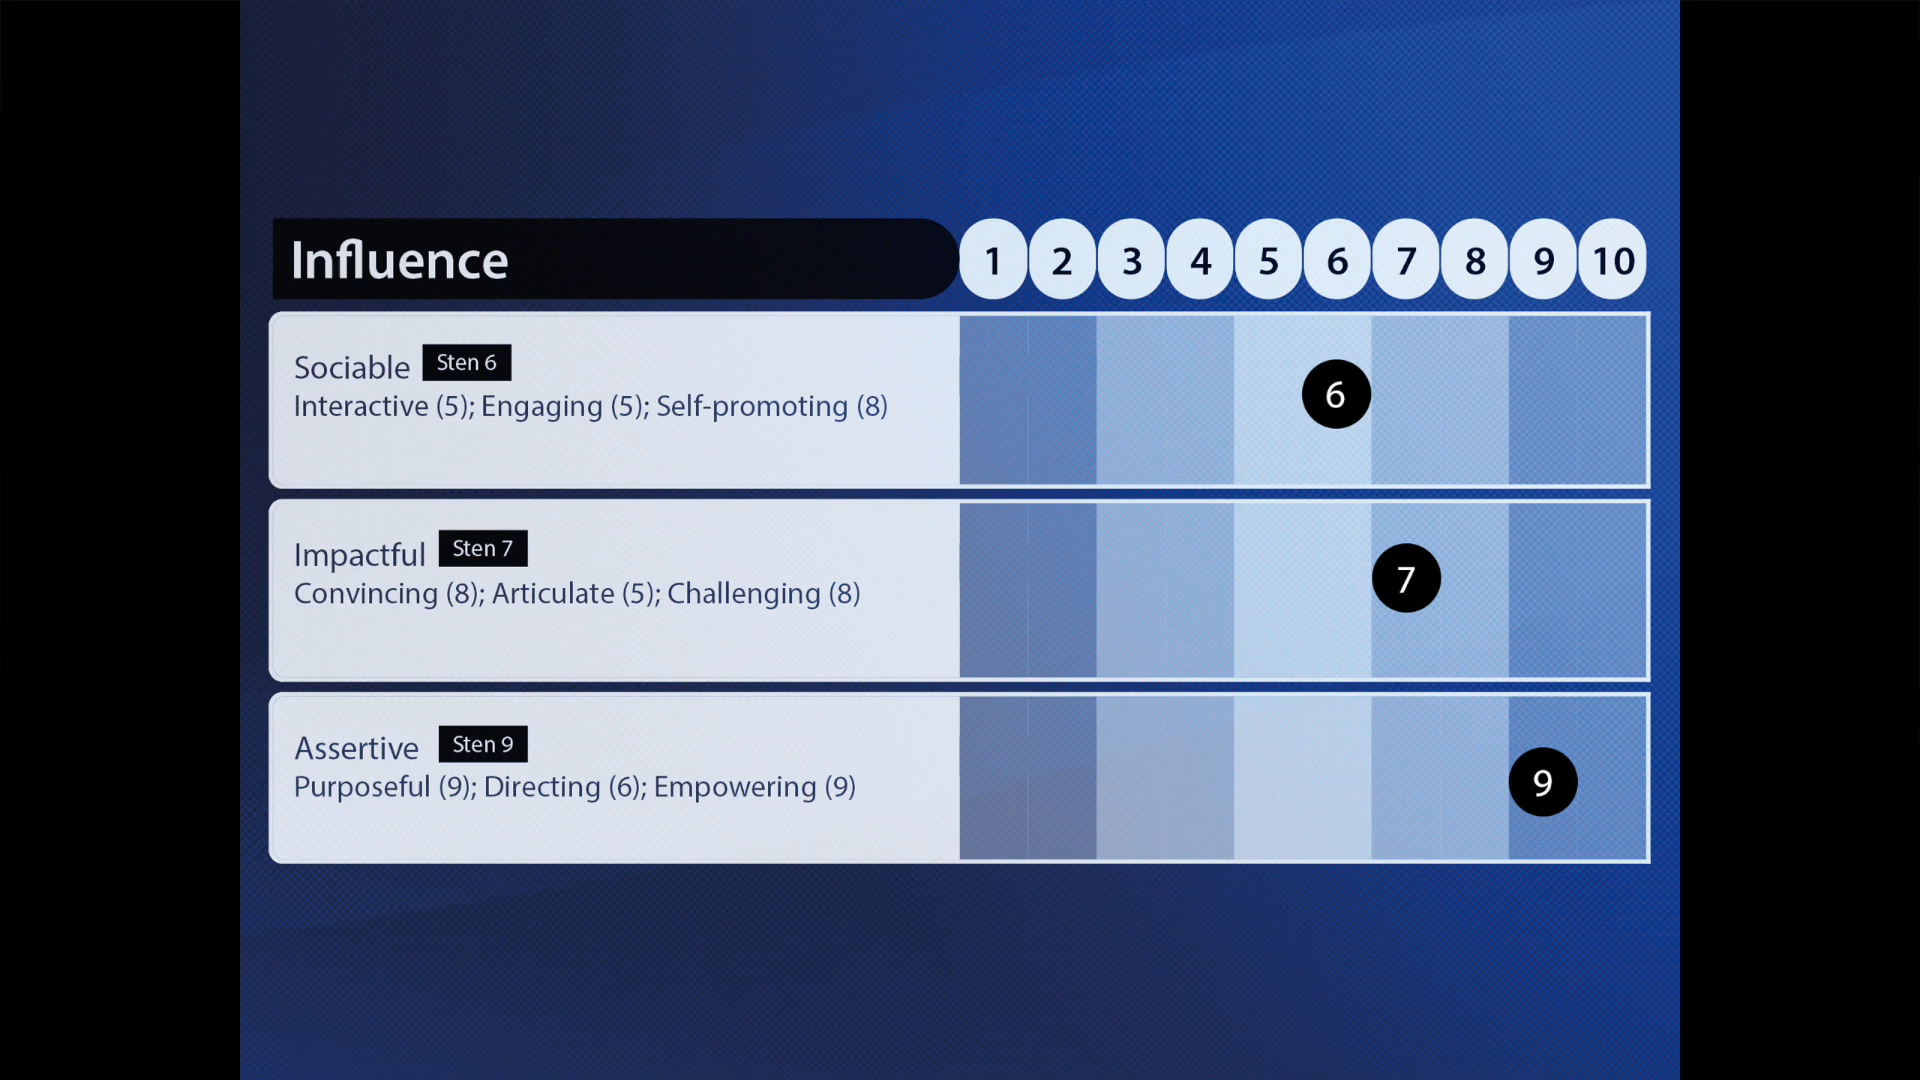 Influence 1 2 3 4 5 6 7 8 9 10
Sociable Sten 6
Interactive (5); Engaging (5); Self-promoting (8)
6
Impactful Sten 7
Convincing (8); Articulate (5); Challenging (8)
7
Assertive Sten 9
Purposeful (9); Directing (6); Empowering (9)
9